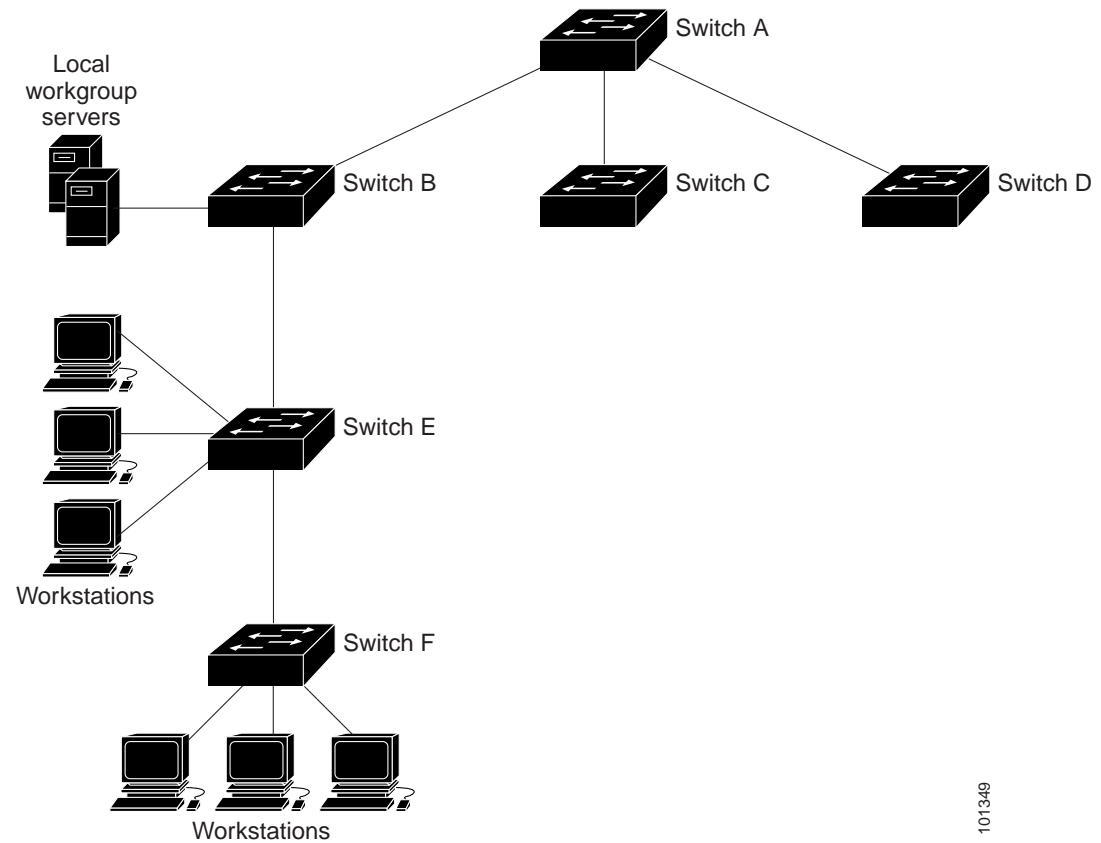 Switch A
Local
workgroup
servers
Switch B
Switch C
Switch D
Switch E
Workstations
Switch F
Workstations
101349